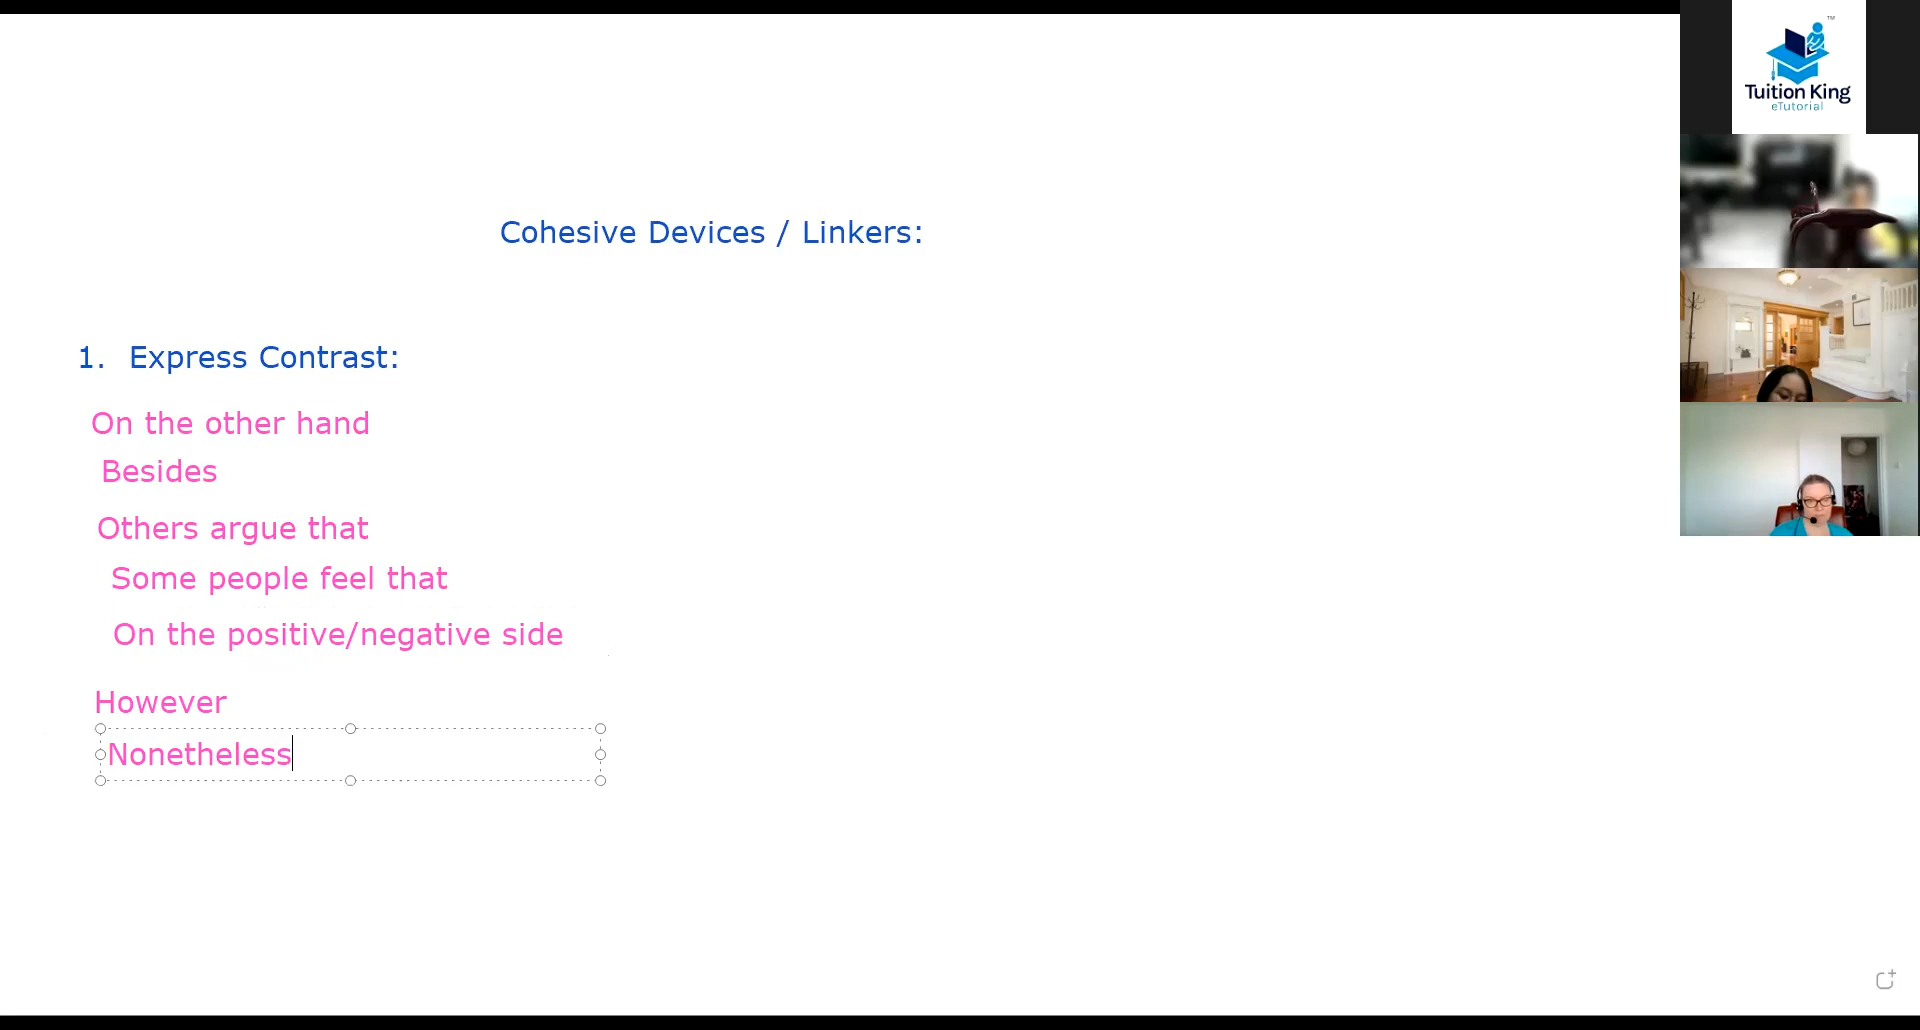 Cohesive Devices / Linkers:
1. Express Contrast:
On the other hand
Besides
Others argue that
Some people feel that
On the positive/negative side
However
Nonetheless
TM
Tuition King
eTutorial